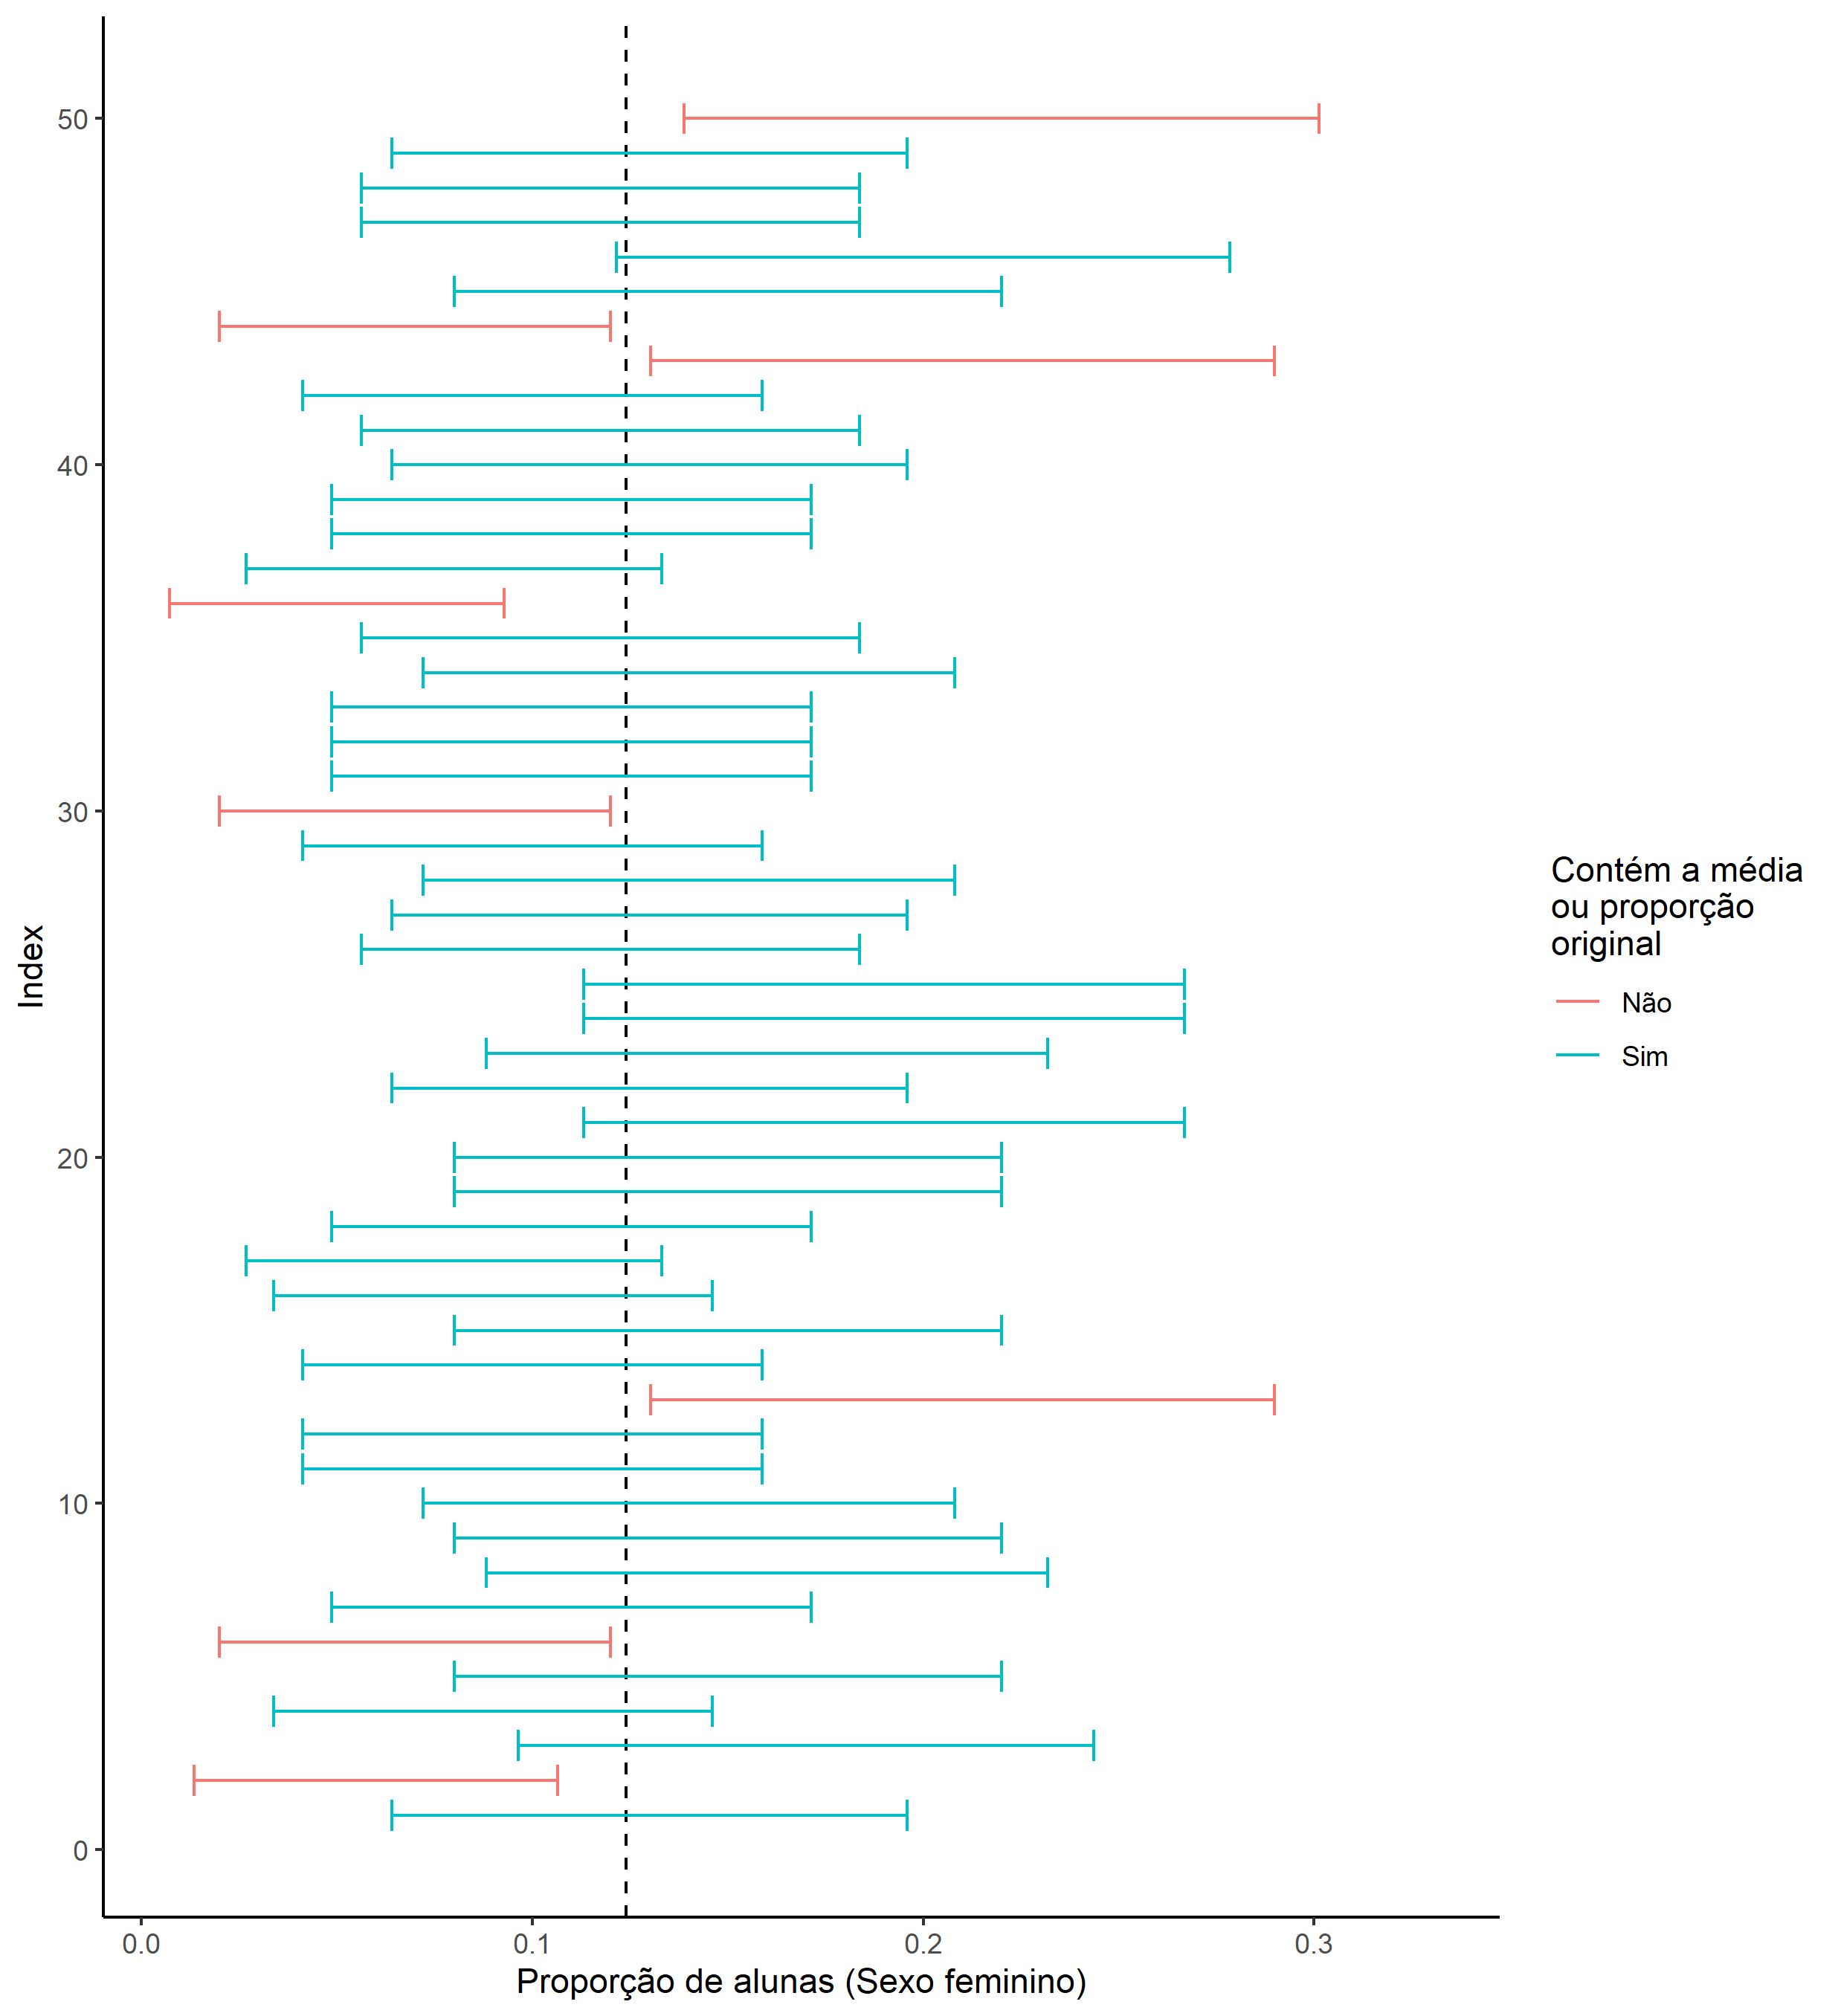 50
40
30
20
10
0
Index
0.0
0.1
0.2
0.3
Proporção de alunas (Sexo feminino)
Contém a média
ou proporção
original
Não
Sim